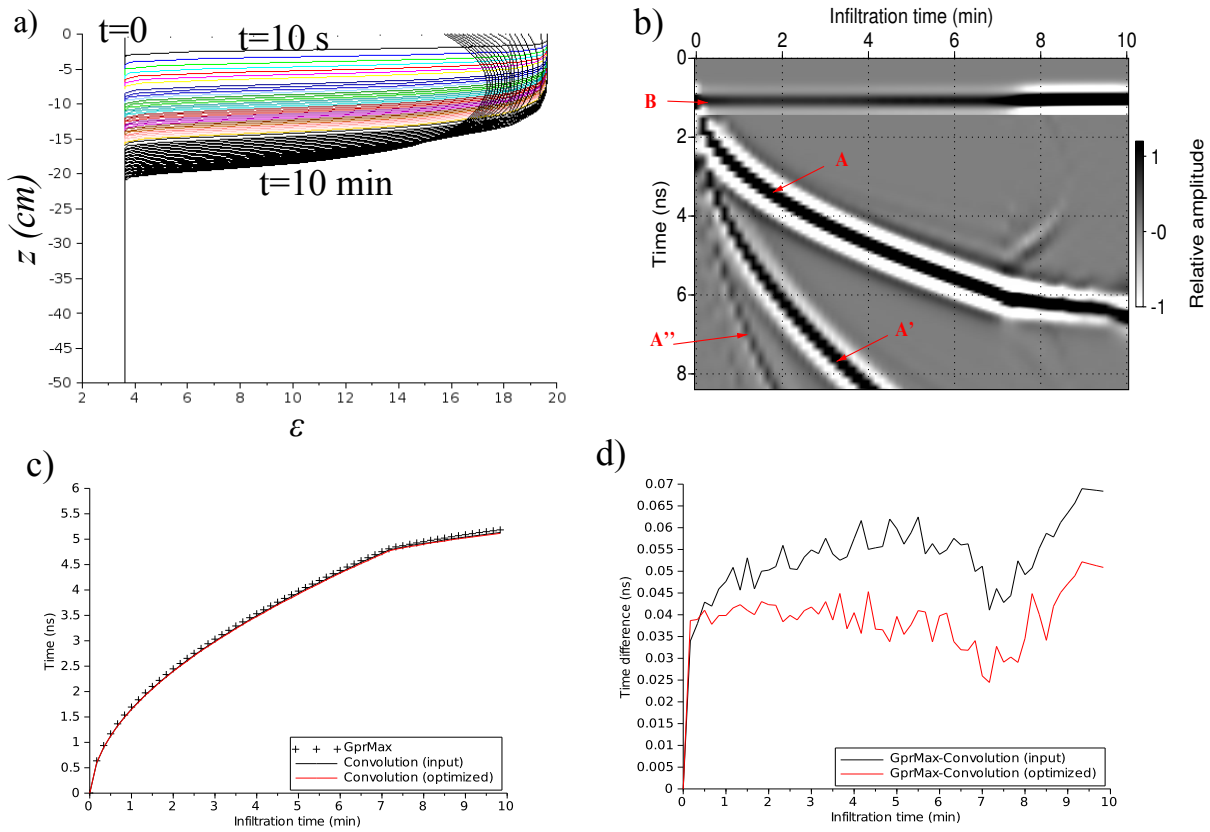 a)
t=0
t=10 s
t=10 min
0
-5
-10
-15
-20
-25
-30
-35
-40
-45
-50
z (cm)
2 4 6 8 10 12 14 16 18 20
ε
b)
Infiltration time (min)
0 2 4 6 8 10
0
2
4
6
8
Time (ns)
B
A
A'
A''
1
-0
-1
Relative amplitude
c)
6
5.5
5
4.5
4
3.5
3
2.5
2
1.5
1
0.5
0
Time (ns)
0 1 2 3 4 5 6 7 8 9 10
Infiltration time (min)
GprMax
Convolution (input)
Convolution (optimized)
d)
0.07
0.065
0.06
0.055
0.05
0.045
0.04
0.035
0.03
0.025
0.02
0.015
0.01
0.005
0
Time difference (ns)
0 1 2 3 4 5 6 7 8 9 10
Infiltration time (min)
GprMax-Convolution (input)
GprMax-Convolution (optimized)